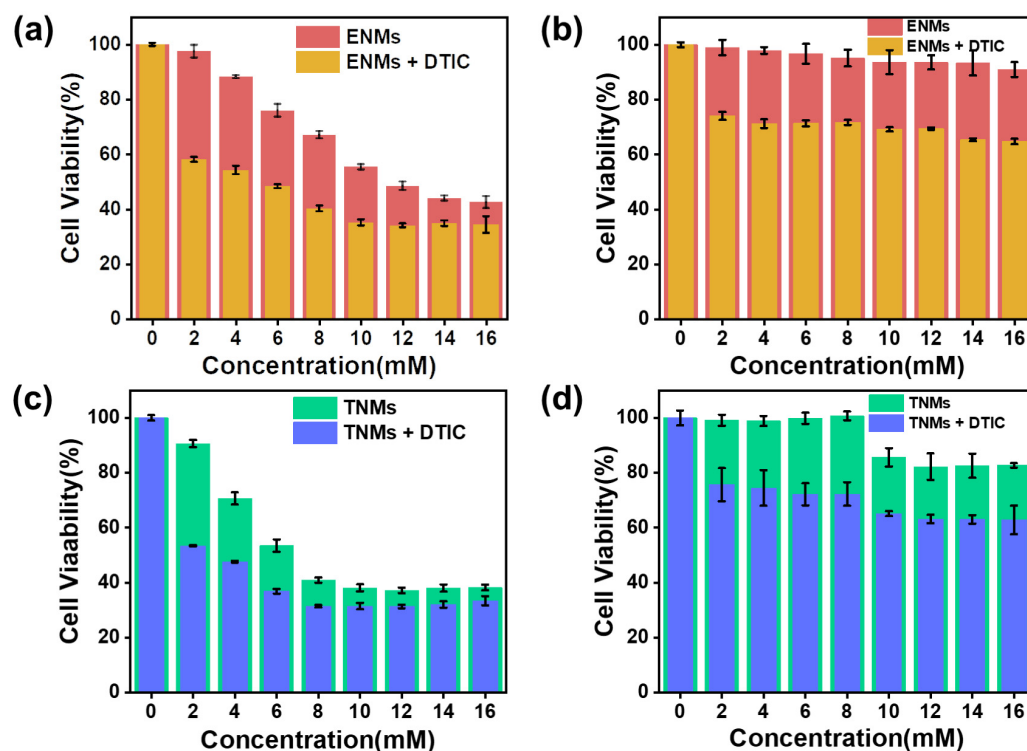 (a)
ENMs
ENMs + DTIC
Cell Viability(%)
100
80
60
40
20
0
0 2 4 6 8 10 12 14 16
Concentration(mM)
(b)
ENMs
ENMs + DTIC
Cell Viability(%)
100
80
60
40
20
0
0 2 4 6 8 10 12 14 16
Concentration(mM)
(c)
TNMs
TNMs + DTIC
Cell Viaability(%)
100
80
60
40
20
0
0 2 4 6 8 10 12 14 16
Concentration(mM)
(d)
TNMs
TNMs + DTIC
Cell Viability(%)
100
80
60
40
20
0
0 2 4 6 8 10 12 14 16
Concentration(mM)